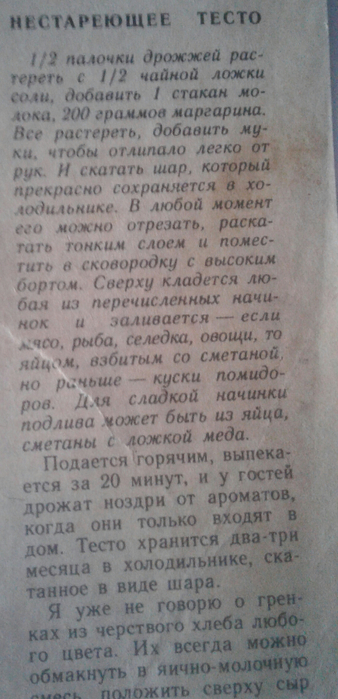 НЕСТАРЕЮЩЕЕ ТЕСТО
1/2 палочки дрожжей рас-
тереть с 1/2 чайной ложки
соли, добавить 1 стакан мо-
лока, 200 граммов маргарина.
Все растереть, добавить му-
ки, чтобы отлипало легко от
рук. И скатать шар, который
прекрасно сохраняется в хо-
лодильнике. В любой момент
его можно отрезать, раска-
тать тонким слоем и помес-
тить в сковородку с высоким
бортом. Сверху кладется лю-
бая из перечисленных начи-
нок и заливается — если
мясо, рыба, селедка, овощи, то
яйцом, взбитым со сметаной,
но раньше — куски помидо-
ров. Для сладкой начинки
подлива может быть из яйца,
сметаны с ложкой меда.
Подается горячим, выпека-
ется за 20 минут, и у гостей
дрожат ноздри от ароматов,
когда они только входят в
дом. Тесто хранится два-три
месяца в холодильнике, ска-
танное в виде шара.
Я уже не говорю о грен-
ках из черствого хлеба любо-
го цвета. Их всегда можно
обмакнуть в яично-молочную
смесь, положить сверху сыр